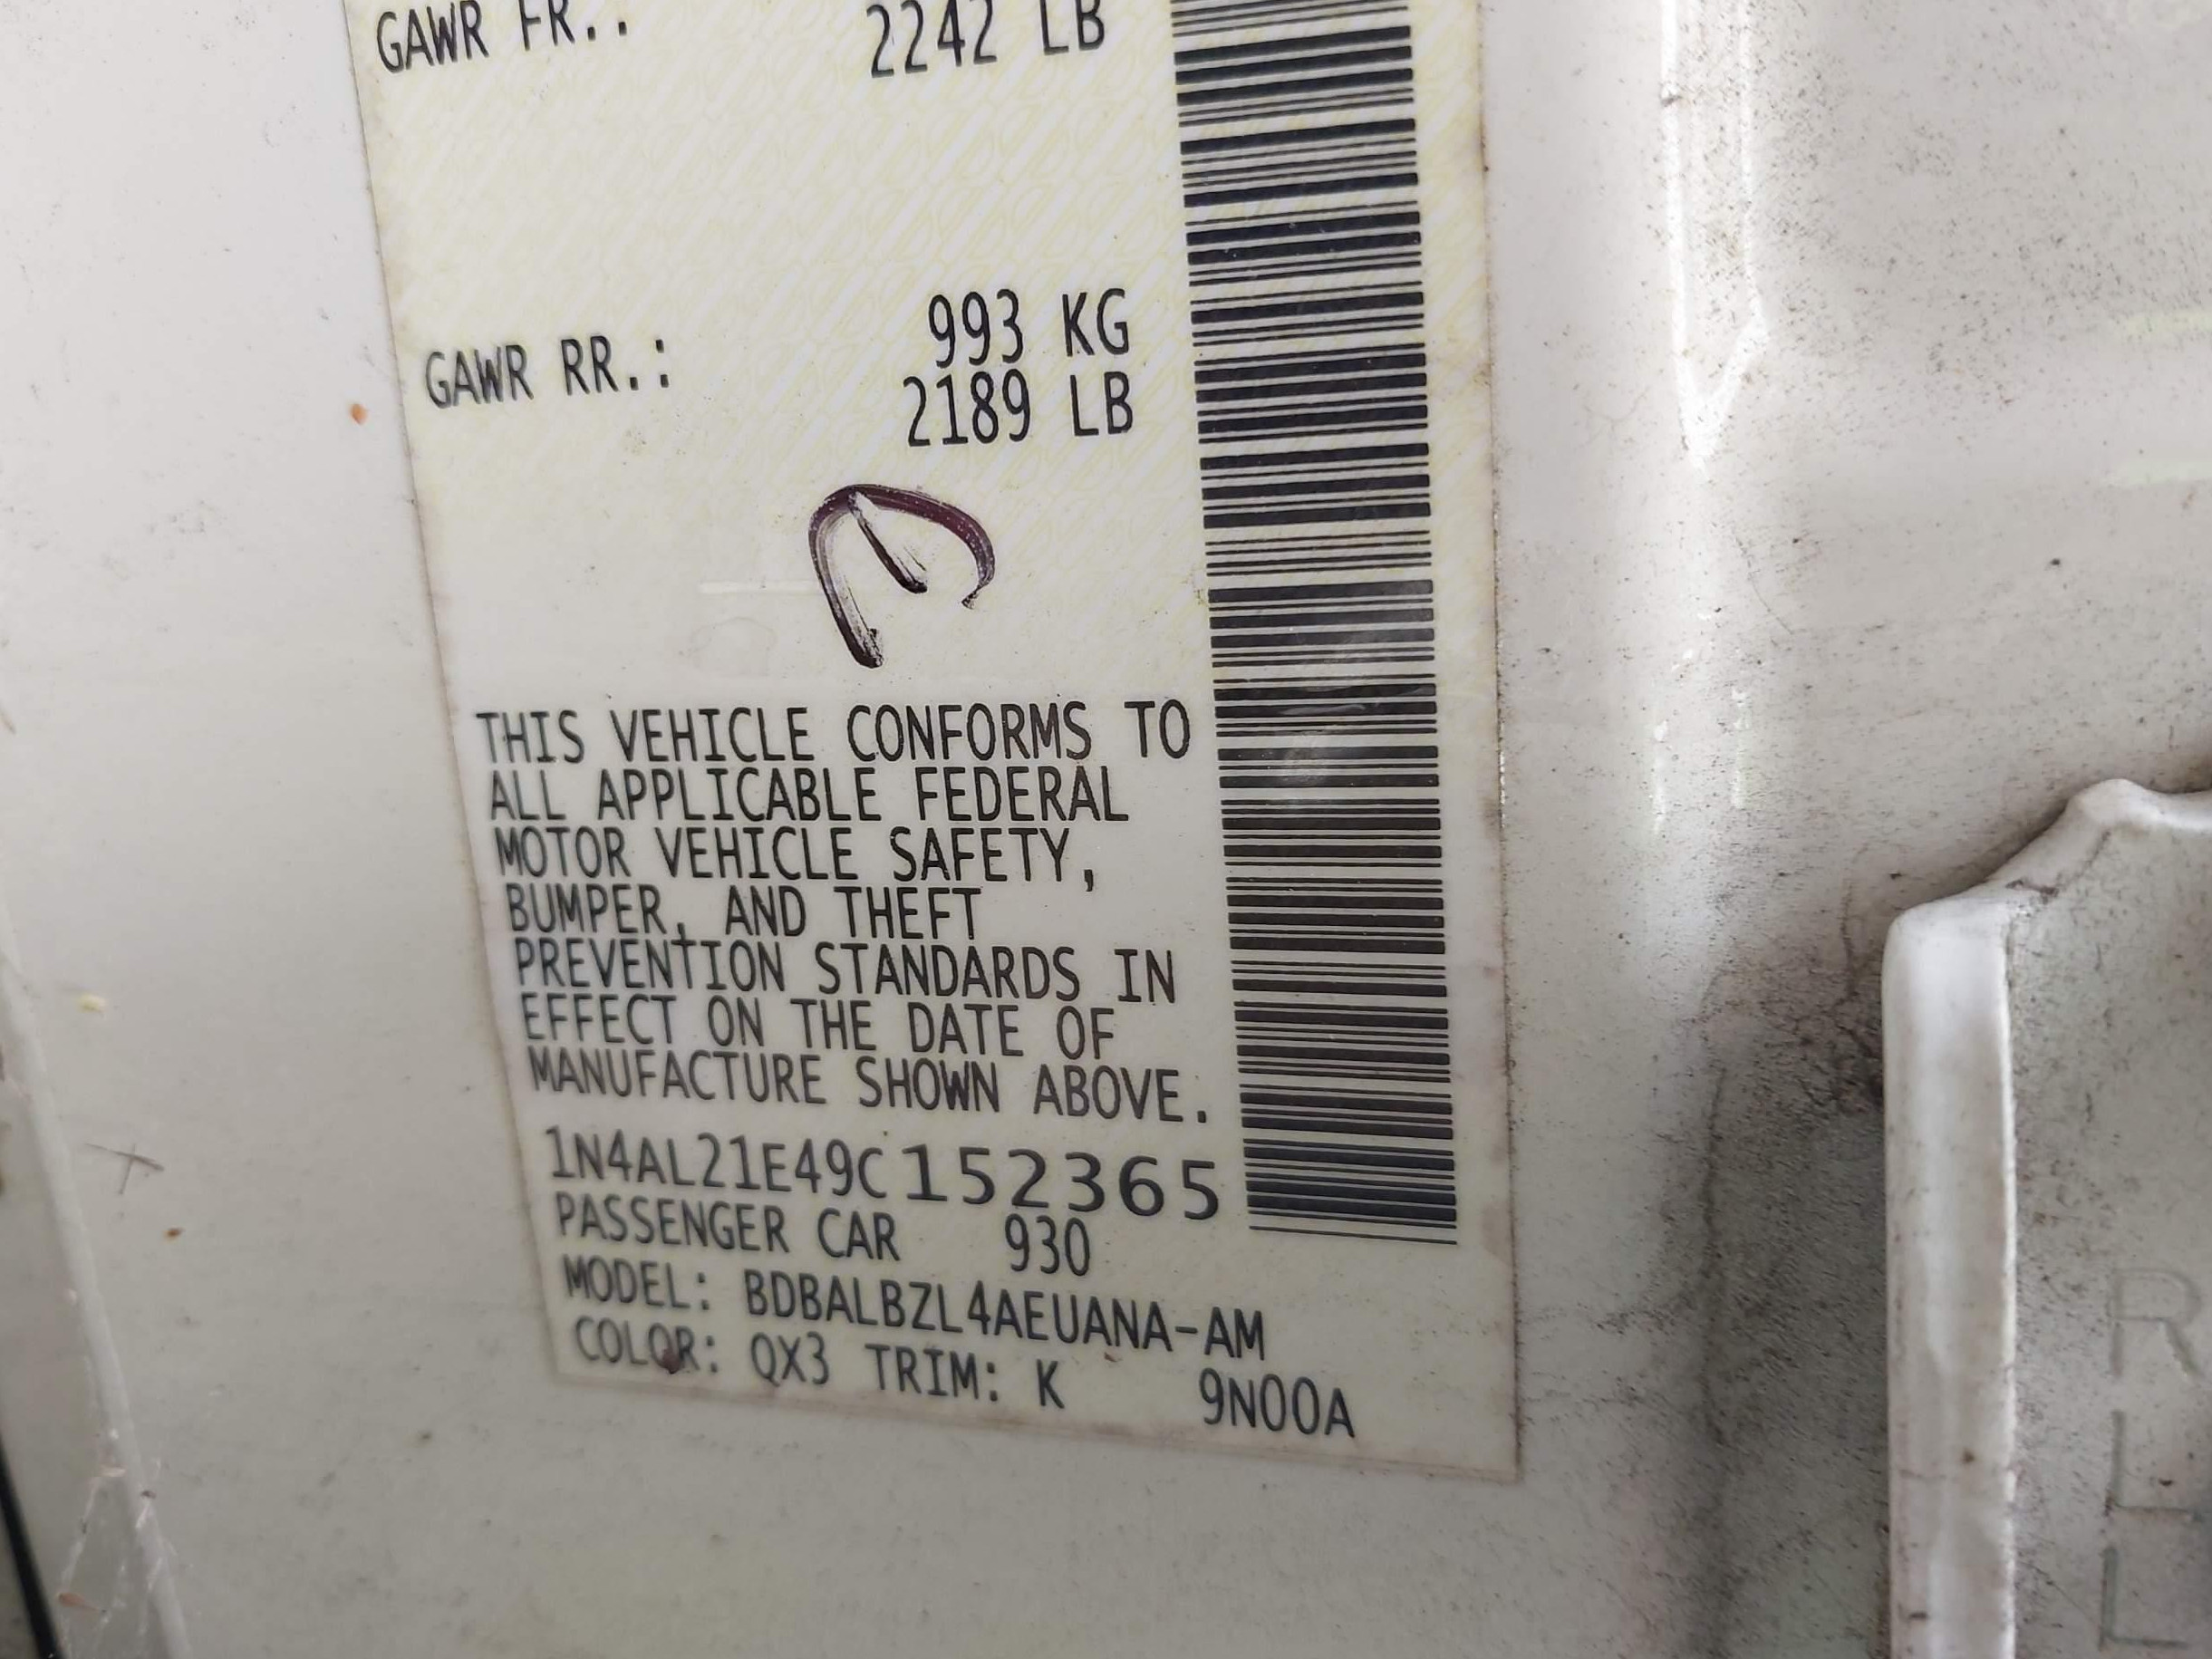 GAWR FR.. 2242 LB
993 KG
GAWR RR.: 2189 LB
THIS VEHICLE CONFORMS TO
ALL APPLICABLE FEDERAL
MOTOR VEHICLE SAFETY,
BUMPER, AND THEFT
PREVENTION STANDARDS IN
EFFECT ON THE DATE OF
MANUFACTURE SHOWN ABOVE.
1N4AL21E49C152365
PASSENGER CAR 930
MODEL: BDBALBZL4AEUANA-AM
COLOR: QX3 TRIM: K 9N00A